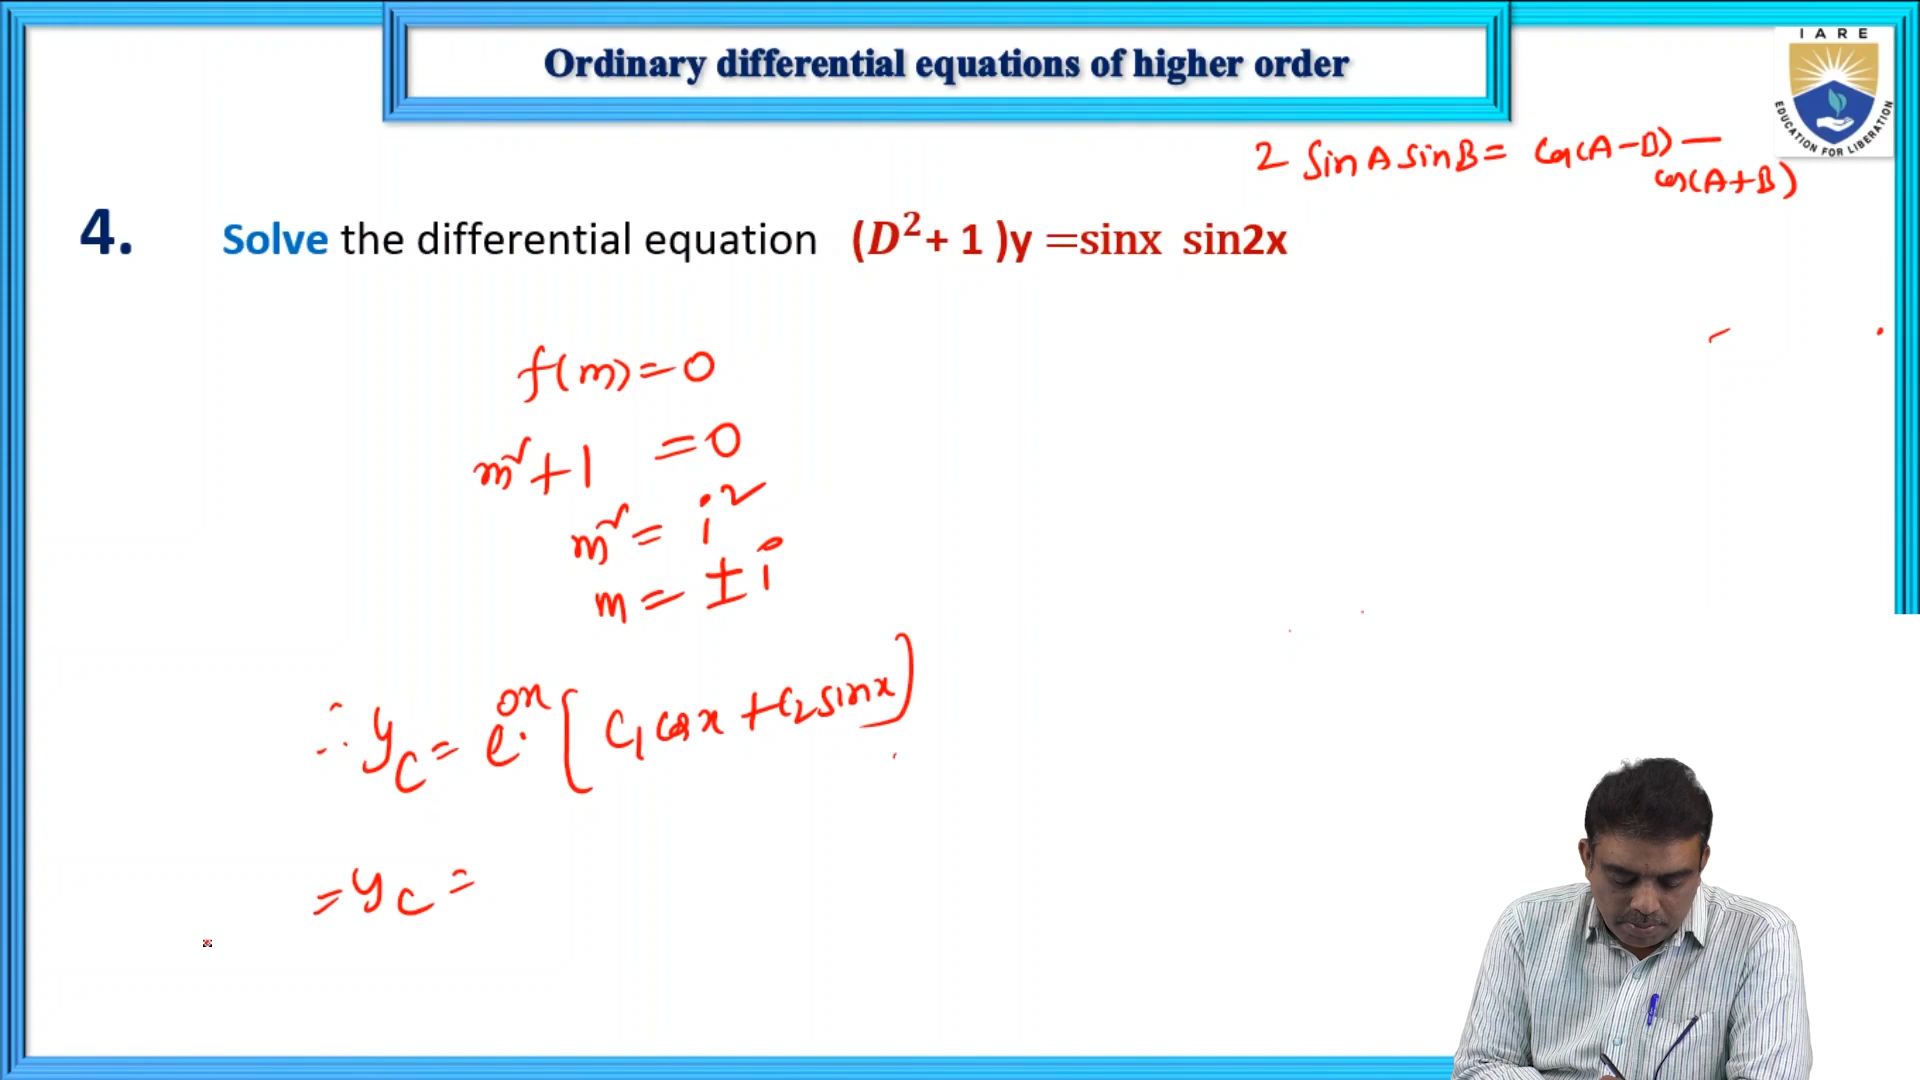 Ordinary differential equations of higher order
IARE
EDUCATION FOR LIBERATION
2 Sin A sin B = cos(A-B) -
cos(A+B)
4. Solve the differential equation (D²+ 1 )y =sinx sin2x
f(m)=0
m²+1 =0
m² = i²
m = ±i
∴ y_c = e^{0x} [ c₁ cos x + c₂ sin x ]
= y_c =